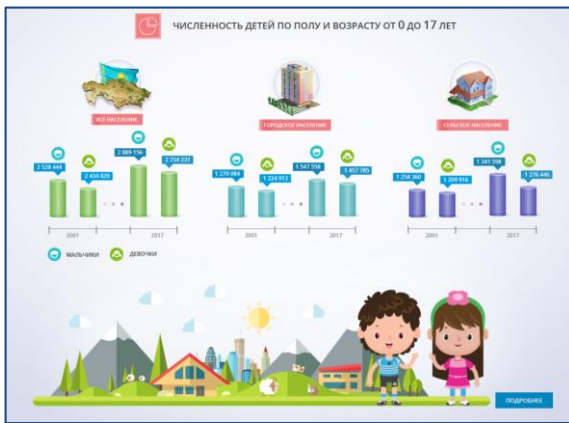 ЧИСЛЕННОСТЬ ДЕТЕЙ ПО ПОЛУ И ВОЗРАСТУ ОТ 0 ДО 17 ЛЕТ
ВСЕ НАСЕЛЕНИЕ
2 528 444
2 434 829
2 889 156
2 734 231
2001
2017
ГОРОДСКОЕ НАСЕЛЕНИЕ
1 270 084
1 224 913
1 547 558
1 457 785
2001
2017
СЕЛЬСКОЕ НАСЕЛЕНИЕ
1 258 360
1 209 916
1 341 598
1 276 446
2001
2017
МАЛЬЧИКИ
ДЕВОЧКИ
ПОДРОБНЕЕ